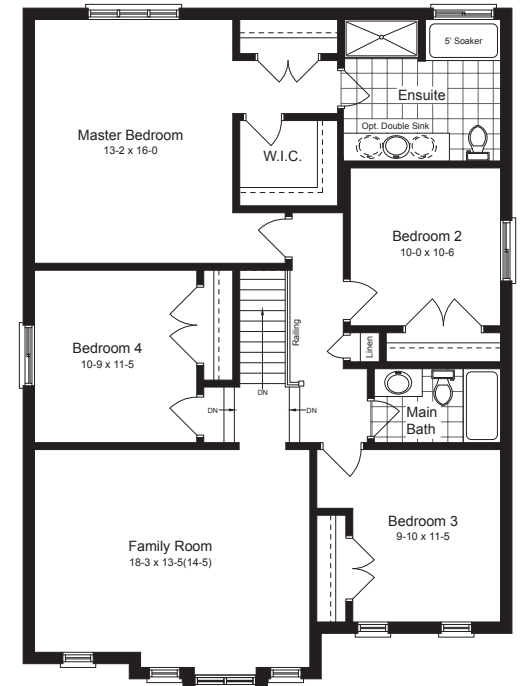 5' Soaker
Ensuite
Opt. Double Sink
Master Bedroom
13-2 x 16-0
W.I.C.
Bedroom 2
10-0 x 10-6
Railing
Linen
Bedroom 4
10-9 x 11-5
DN
DN
DN
Main
Bath
Bedroom 3
9-10 x 11-5
Family Room
18-3 x 13-5(14-5)